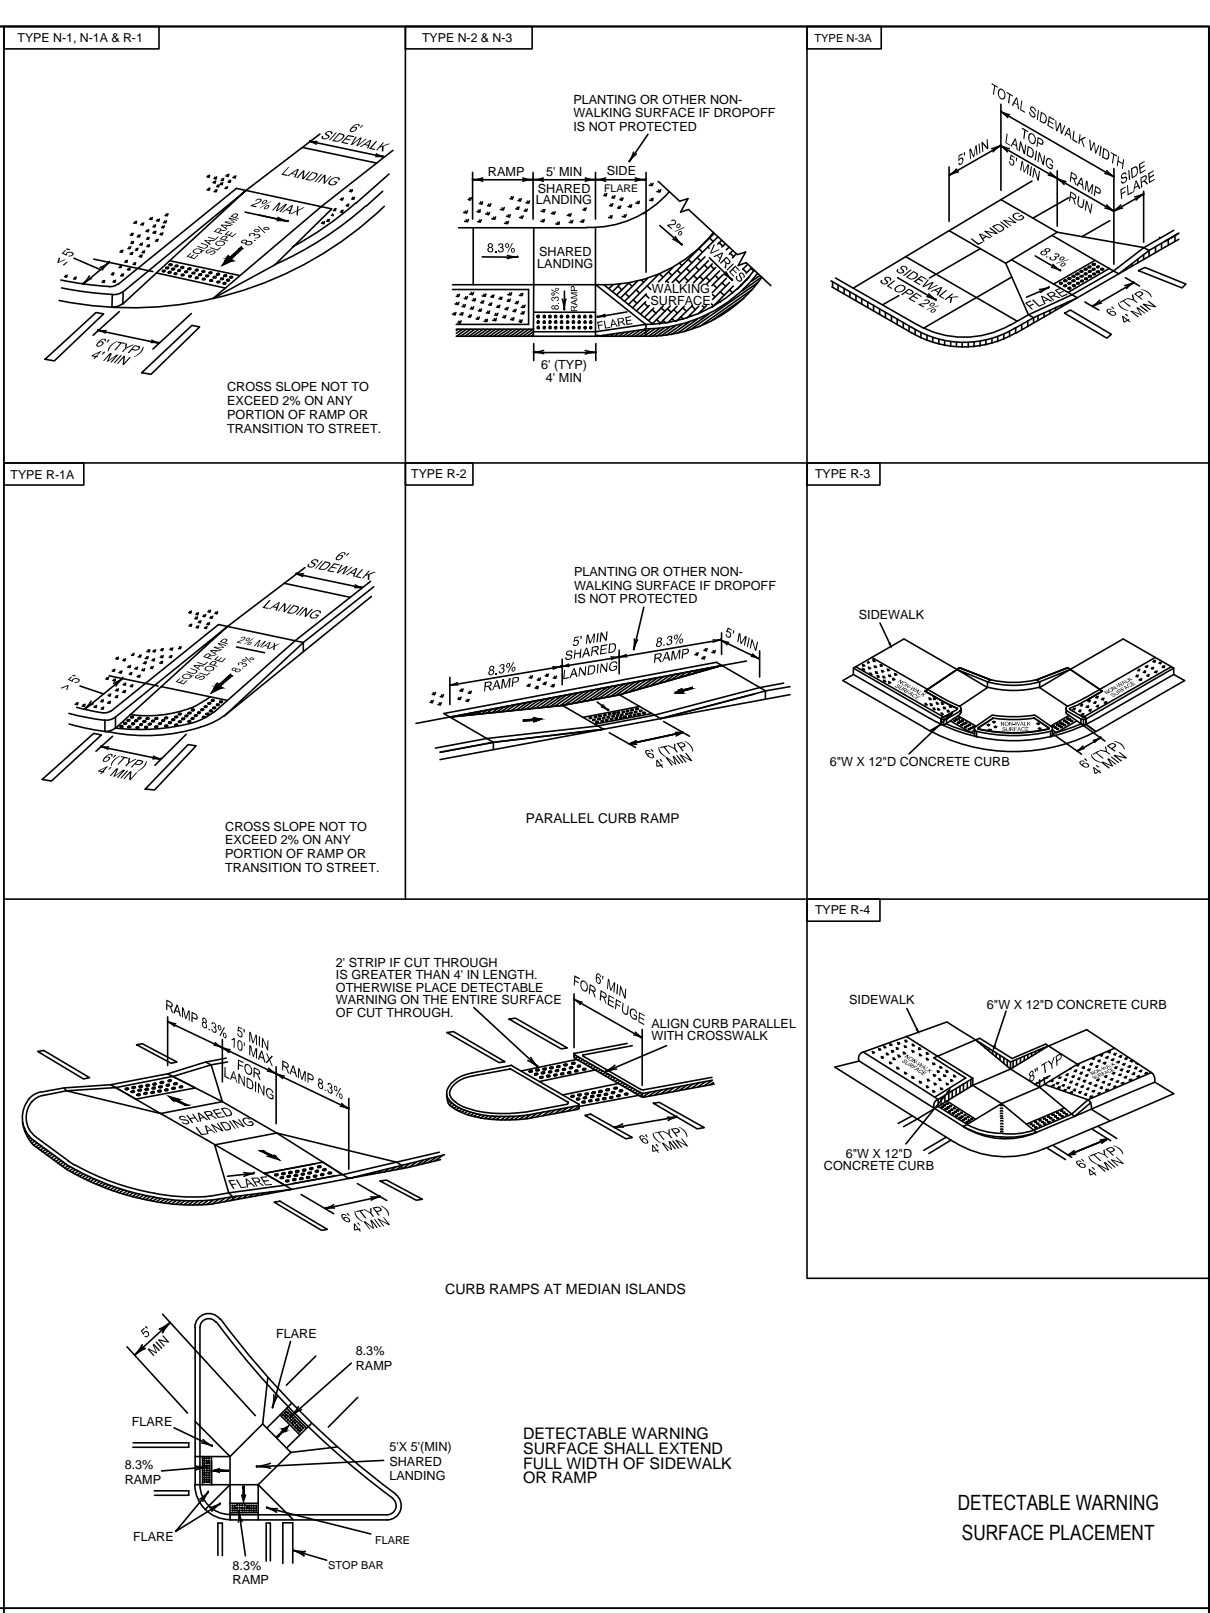 TYPE N-1, N-1A & R-1
6'
SIDEWALK
LANDING
2% MAX
EQUAL RAMP
SLOPE
8.3%
< 5'
6' (TYP)
4' MIN
CROSS SLOPE NOT TO
EXCEED 2% ON ANY
PORTION OF RAMP OR
TRANSITION TO STREET.
TYPE N-2 & N-3
PLANTING OR OTHER NON-
WALKING SURFACE IF DROPOFF
IS NOT PROTECTED
RAMP
5' MIN
SHARED
LANDING
SIDE
FLARE
8.3%
SHARED
LANDING
2%
VARIES
WALKING
SURFACE
8.3%
RAMP
FLARE
6' (TYP)
4' MIN
TYPE N-3A
TOTAL SIDEWALK WIDTH
5' MIN
TOP
LANDING
5' MIN
RAMP
RUN
SIDE
FLARE
LANDING
8.3%
SIDEWALK
SLOPE 2%
FLARE
6' (TYP)
4' MIN
TYPE R-1A
6'
SIDEWALK
LANDING
2% MAX
EQUAL RAMP
SLOPE
8.3%
> 5'
6'(TYP)
4' MIN
CROSS SLOPE NOT TO
EXCEED 2% ON ANY
PORTION OF RAMP OR
TRANSITION TO STREET.
TYPE R-2
PLANTING OR OTHER NON-
WALKING SURFACE IF DROPOFF
IS NOT PROTECTED
8.3%
RAMP
5' MIN
SHARED
LANDING
8.3%
RAMP
5' MIN
6' (TYP)
4' MIN
PARALLEL CURB RAMP
TYPE R-3
SIDEWALK
NON-WALK
SURFACE
NON-WALK
SURFACE
NON-WALK
SURFACE
6"W X 12"D CONCRETE CURB
6' (TYP)
4' MIN
2' STRIP IF CUT THROUGH
IS GREATER THAN 4' IN LENGTH.
OTHERWISE PLACE DETECTABLE
WARNING ON THE ENTIRE SURFACE
OF CUT THROUGH.
6' MIN
FOR REFUGE
ALIGN CURB PARALLEL
WITH CROSSWALK
RAMP 8.3%
5' MIN
10' MAX
FOR
LANDING
RAMP 8.3%
SHARED
LANDING
FLARE
6' (TYP)
4' MIN
6' (TYP)
4' MIN
CURB RAMPS AT MEDIAN ISLANDS
TYPE R-4
SIDEWALK
6"W X 12"D CONCRETE CURB
NON-WALK
SURFACE
8" TYP
NON-WALK
SURFACE
6"W X 12"D
CONCRETE CURB
6' (TYP)
4' MIN
5'
MIN
FLARE
8.3%
RAMP
FLARE
8.3%
RAMP
5'X 5'(MIN)
SHARED
LANDING
FLARE
FLARE
8.3%
RAMP
STOP BAR
DETECTABLE WARNING
SURFACE SHALL EXTEND
FULL WIDTH OF SIDEWALK
OR RAMP
DETECTABLE WARNING
SURFACE PLACEMENT